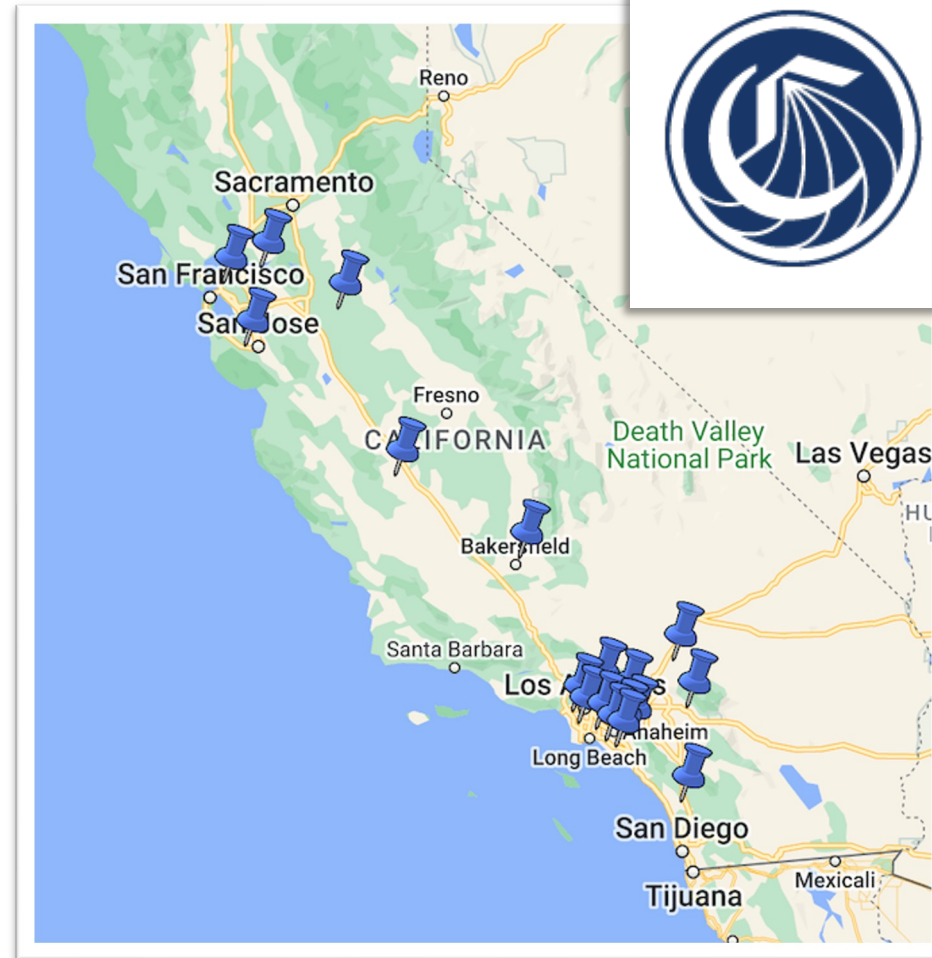 Reno
Sacramento
San Francisco
San Jose
Fresno
CALIFORNIA
Death Valley
National Park
Las Vegas
HU
Bakersfield
Santa Barbara
Los Angeles
Anaheim
Long Beach
San Diego
Tijuana
Mexicali